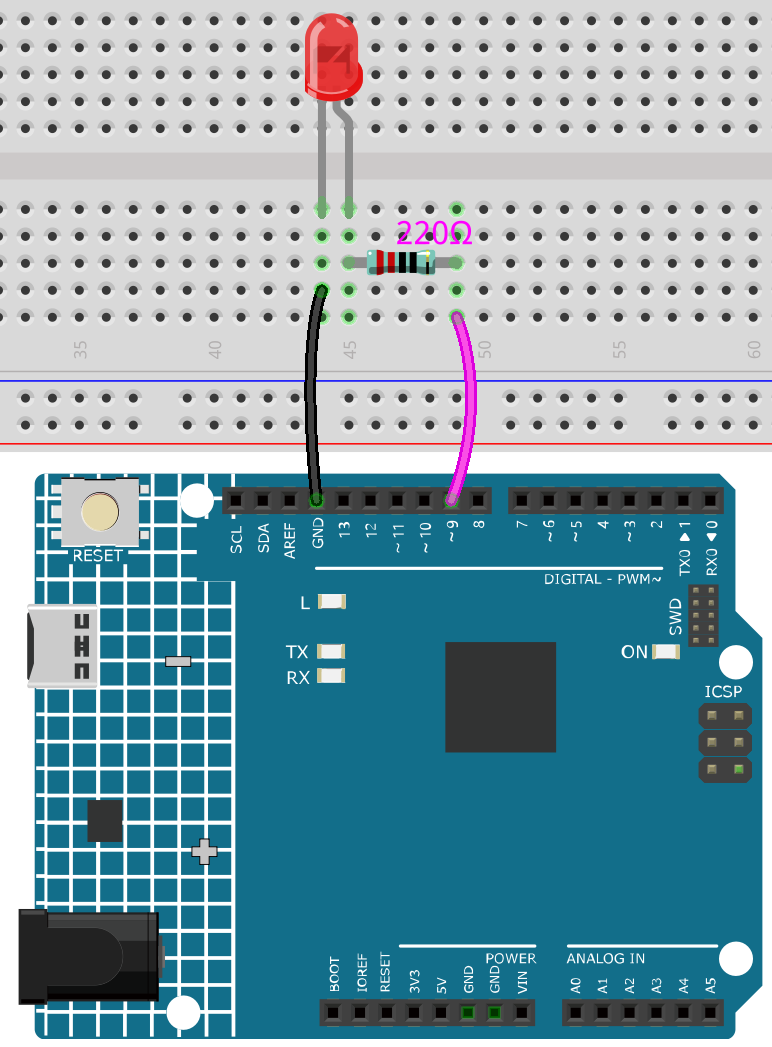 220Ω
35 40 45 50 55 60
SCL
SDA
AREF
GND
13
12
~11
~10
~9
8
7
~6
~5
4
~3
2
TX0▶1
RX0◀0
RESET
DIGITAL - PWM~
L
TX
RX
ON
SWD
ICSP
BOOT
IOREF
RESET
3V3
5V
GND
GND
VIN
POWER
ANALOG IN
A0
A1
A2
A3
A4
A5